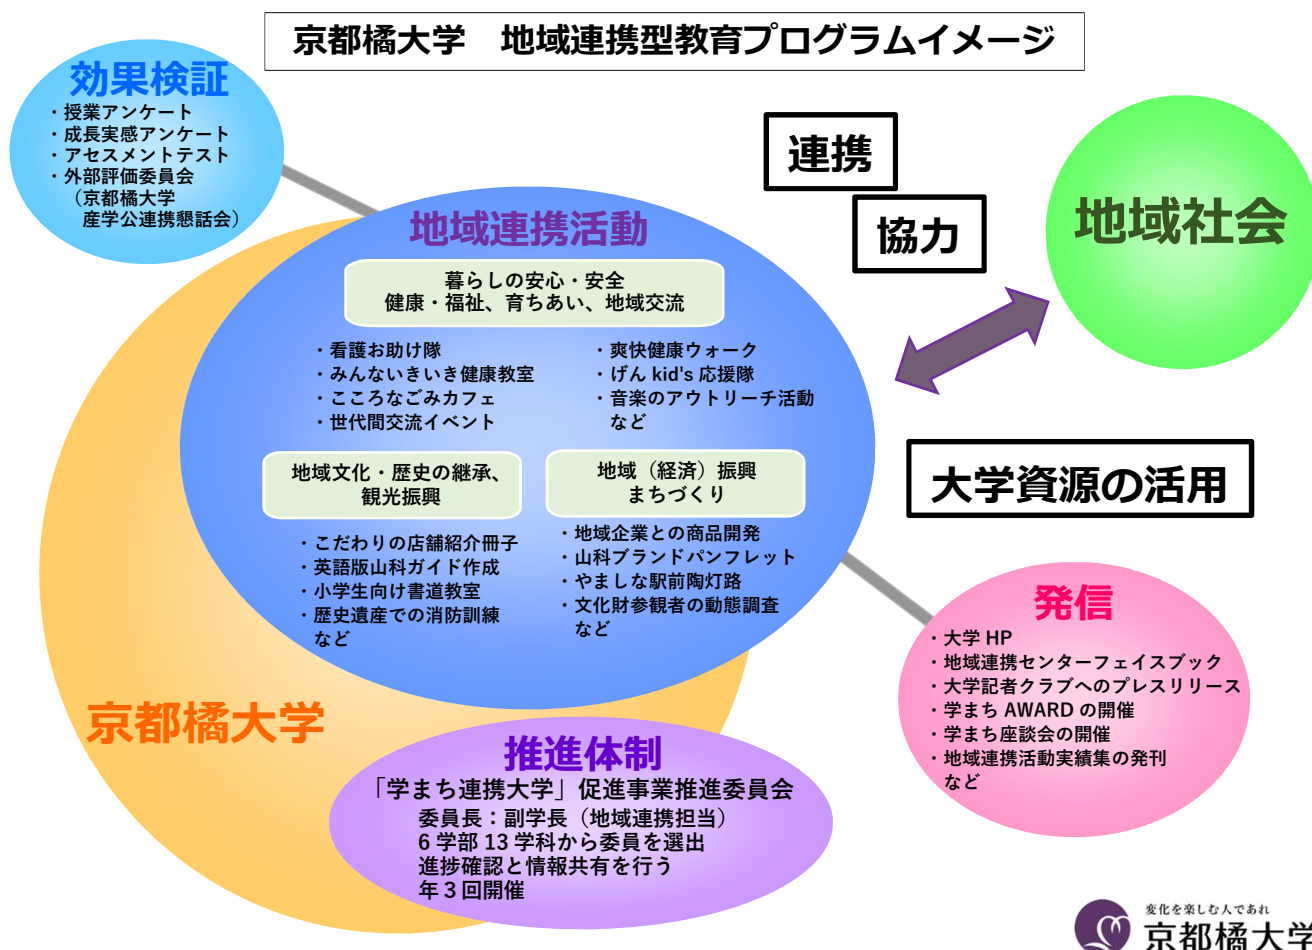 京都橘大学　地域連携型教育プログラムイメージ
効果検証
・授業アンケート
・成長実感アンケート
・アセスメントテスト
・外部評価委員会
（京都橘大学
産学公連携懇話会）
連携
協力
地域社会
地域連携活動
暮らしの安心・安全
健康・福祉、育ちあい、地域交流
・看護お助け隊
・みんないきいき健康教室
・こころなごみカフェ
・世代間交流イベント
・爽快健康ウォーク
・げん kid's 応援隊
・音楽のアウトリーチ活動
など
地域文化・歴史の継承、
観光振興
・こだわりの店舗紹介冊子
・英語版山科ガイド作成
・小学生向け書道教室
・歴史遺産での消防訓練
など
地域（経済）振興
まちづくり
・地域企業との商品開発
・山科ブランドパンフレット
・やましな駅前陶灯路
・文化財参観者の動態調査
など
大学資源の活用
発信
・大学 HP
・地域連携センターフェイスブック
・大学記者クラブへのプレスリリース
・学まち AWARD の開催
・学まち座談会の開催
・地域連携活動実績集の発刊
など
京都橘大学
推進体制
「学まち連携大学」促進事業推進委員会
委員長：副学長（地域連携担当）
6 学部 13 学科から委員を選出
進捗確認と情報共有を行う
年３回開催
変化を楽しむ人であれ
京都橘大学